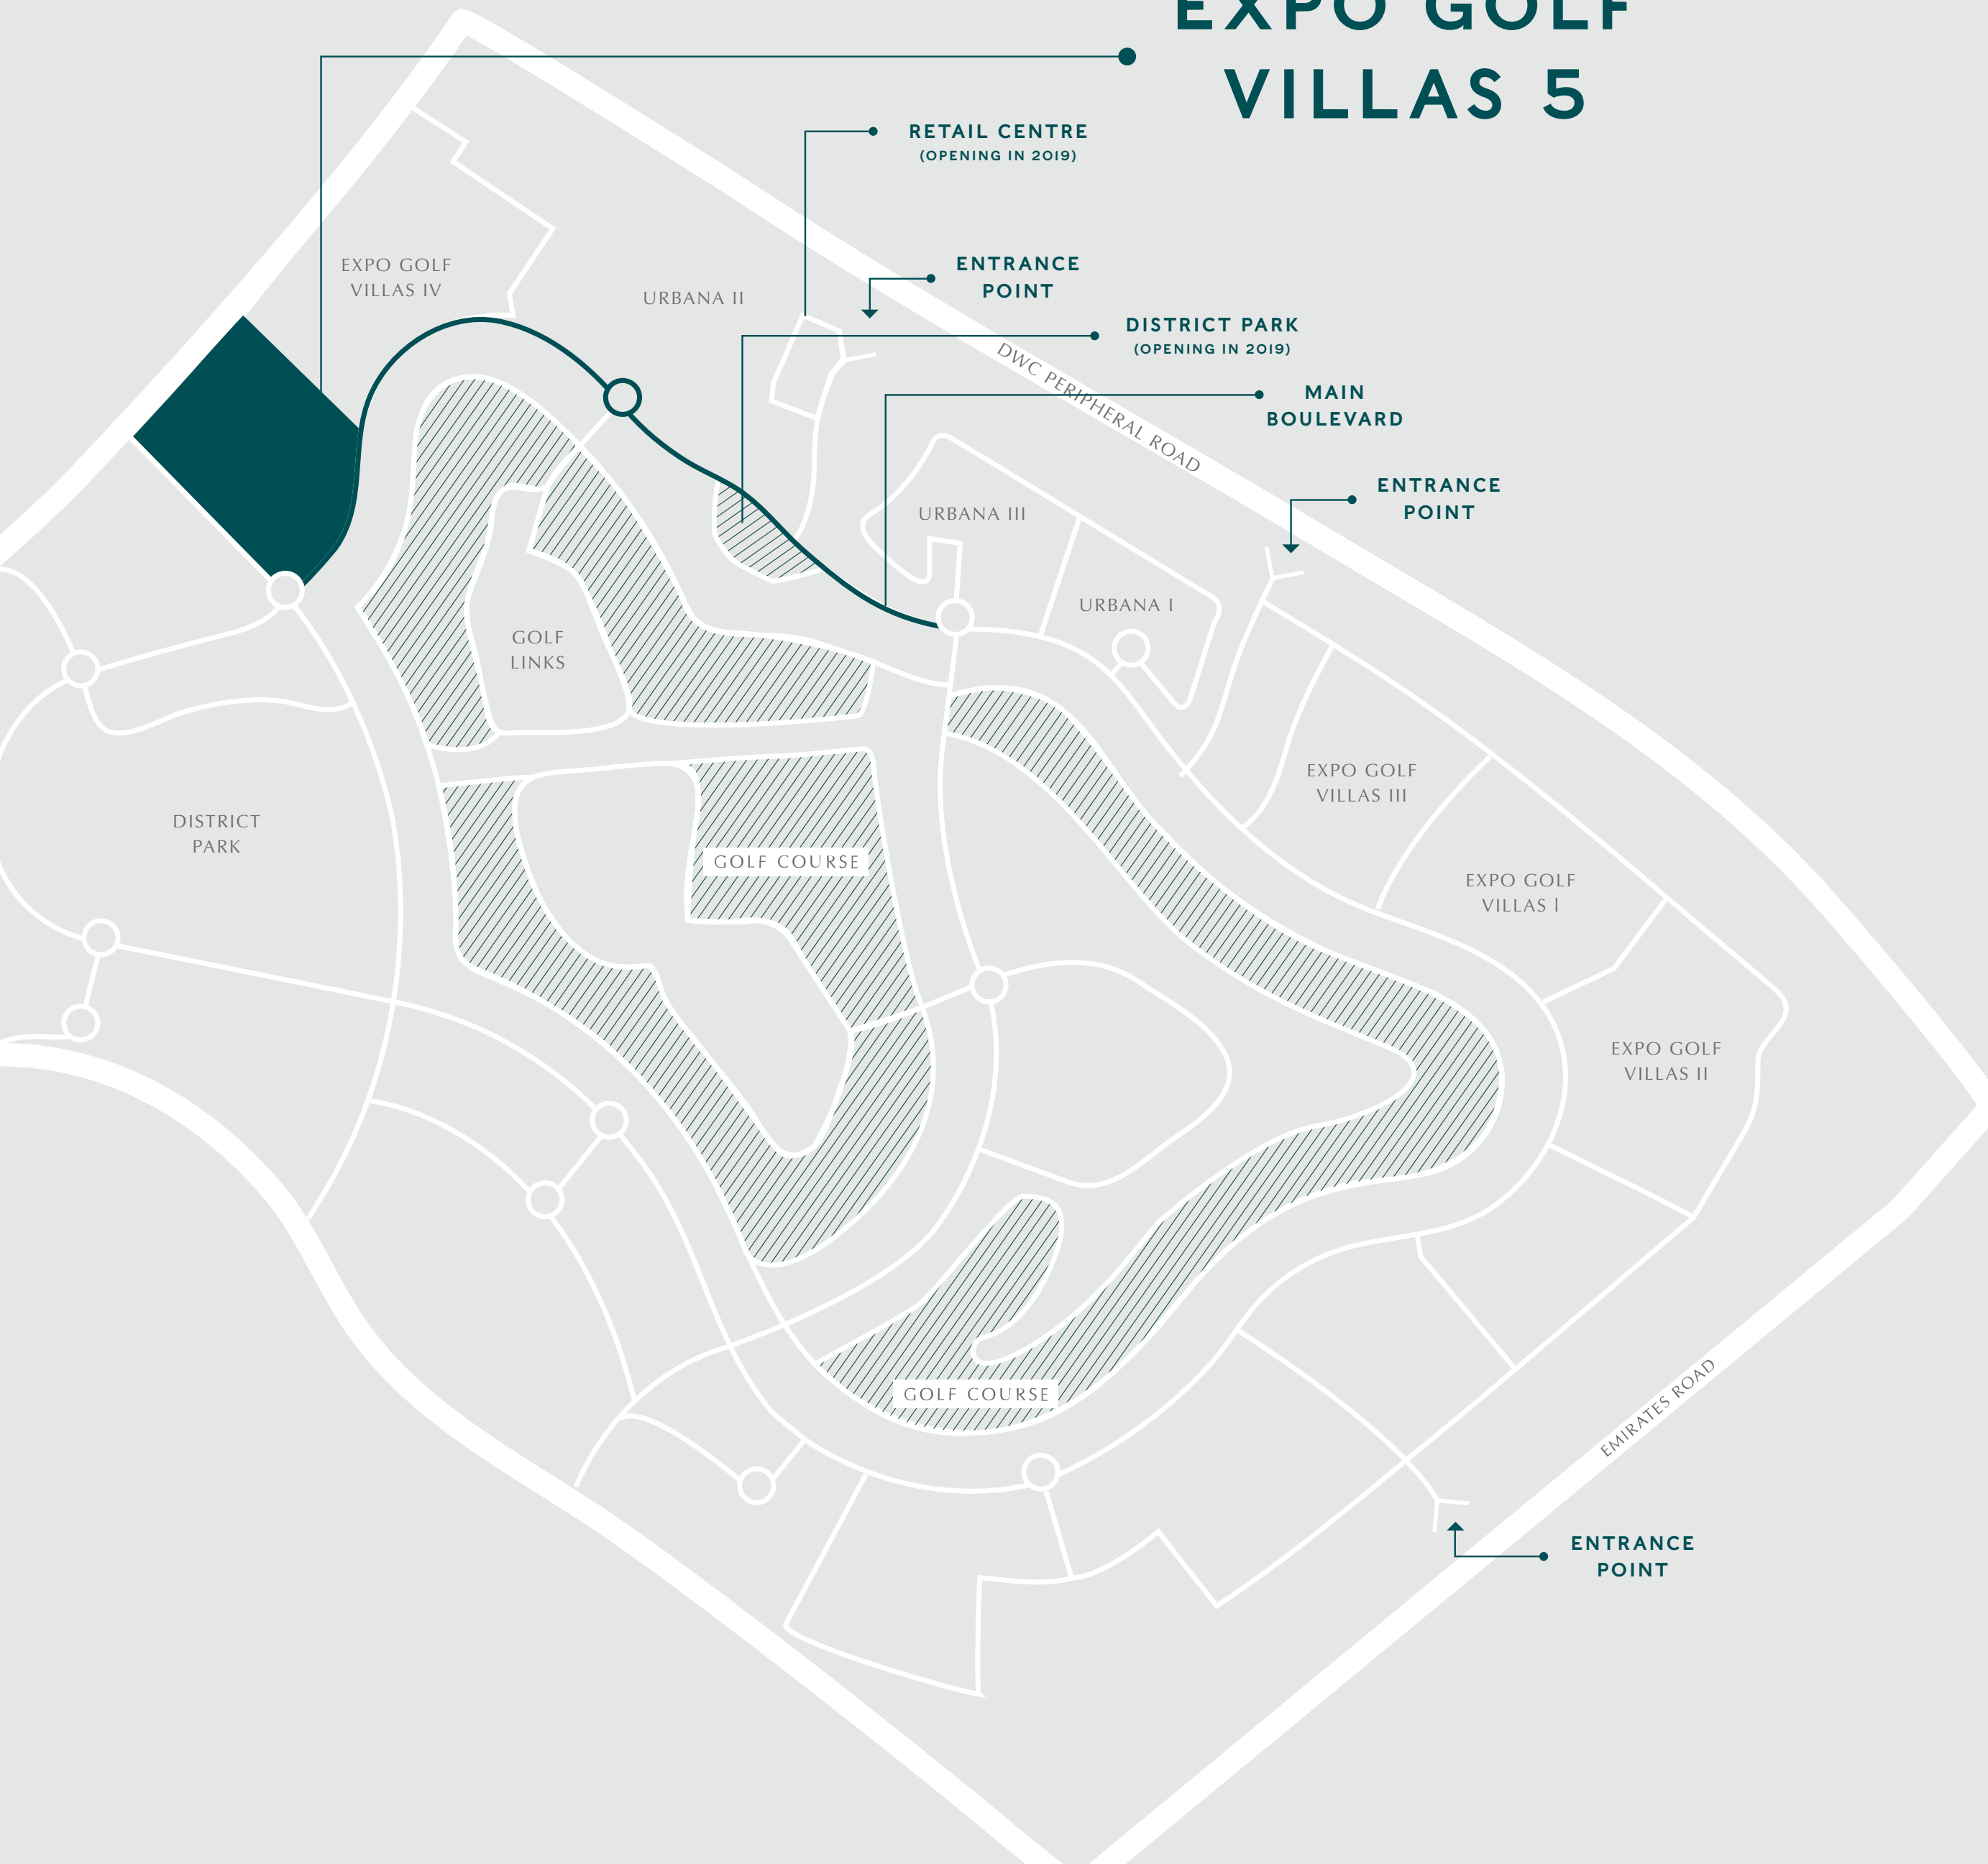 EXPO GOLF
VILLAS 5
RETAIL CENTRE
(OPENING IN 2019)
ENTRANCE
POINT
EXPO GOLF
VILLAS IV
URBANA II
DISTRICT PARK
(OPENING IN 2019)
DWC PERIPHERAL ROAD
MAIN
BOULEVARD
ENTRANCE
POINT
URBANA III
URBANA I
GOLF
LINKS
EXPO GOLF
VILLAS III
DISTRICT
PARK
GOLF COURSE
EXPO GOLF
VILLAS I
EXPO GOLF
VILLAS II
GOLF COURSE
EMIRATES ROAD
ENTRANCE
POINT